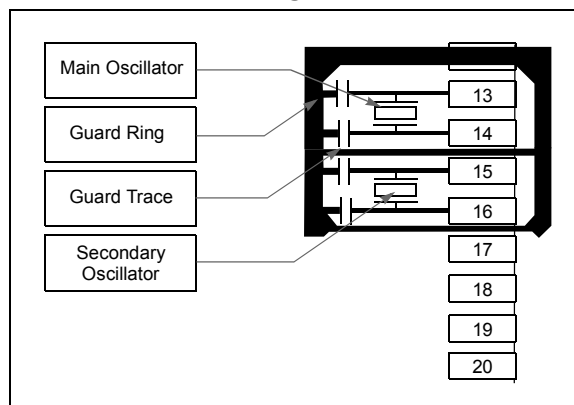 Main Oscillator
Guard Ring
Guard Trace
Secondary
Oscillator
13
14
15
16
17
18
19
20